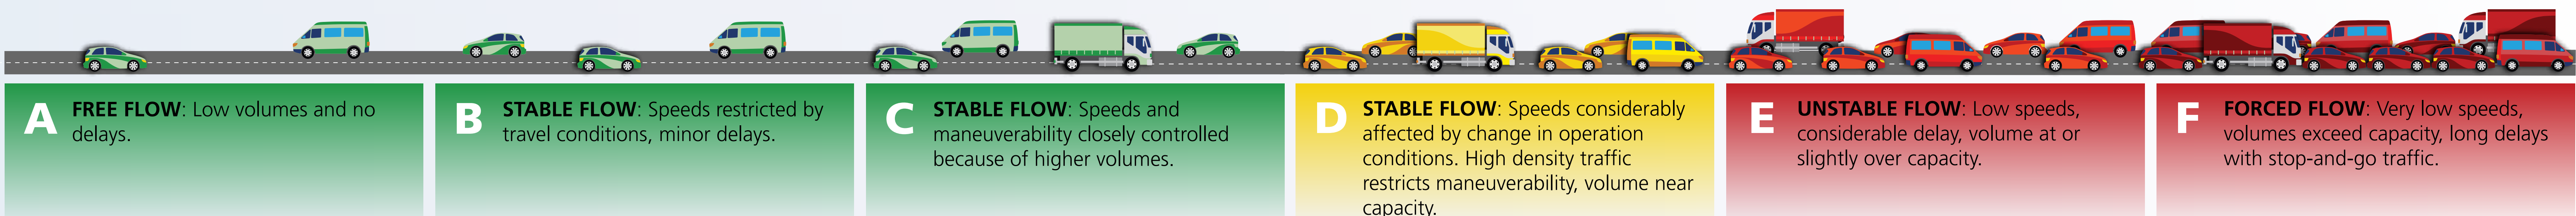 A
FREE FLOW: Low volumes and no
delays.
B
STABLE FLOW: Speeds restricted by
travel conditions, minor delays.
C
STABLE FLOW: Speeds and
maneuverability closely controlled
because of higher volumes.
D
STABLE FLOW: Speeds considerably
affected by change in operation
conditions. High density traffic
restricts maneuverability, volume near
capacity.
E
UNSTABLE FLOW: Low speeds,
considerable delay, volume at or
slightly over capacity.
F
FORCED FLOW: Very low speeds,
volumes exceed capacity, long delays
with stop-and-go traffic.